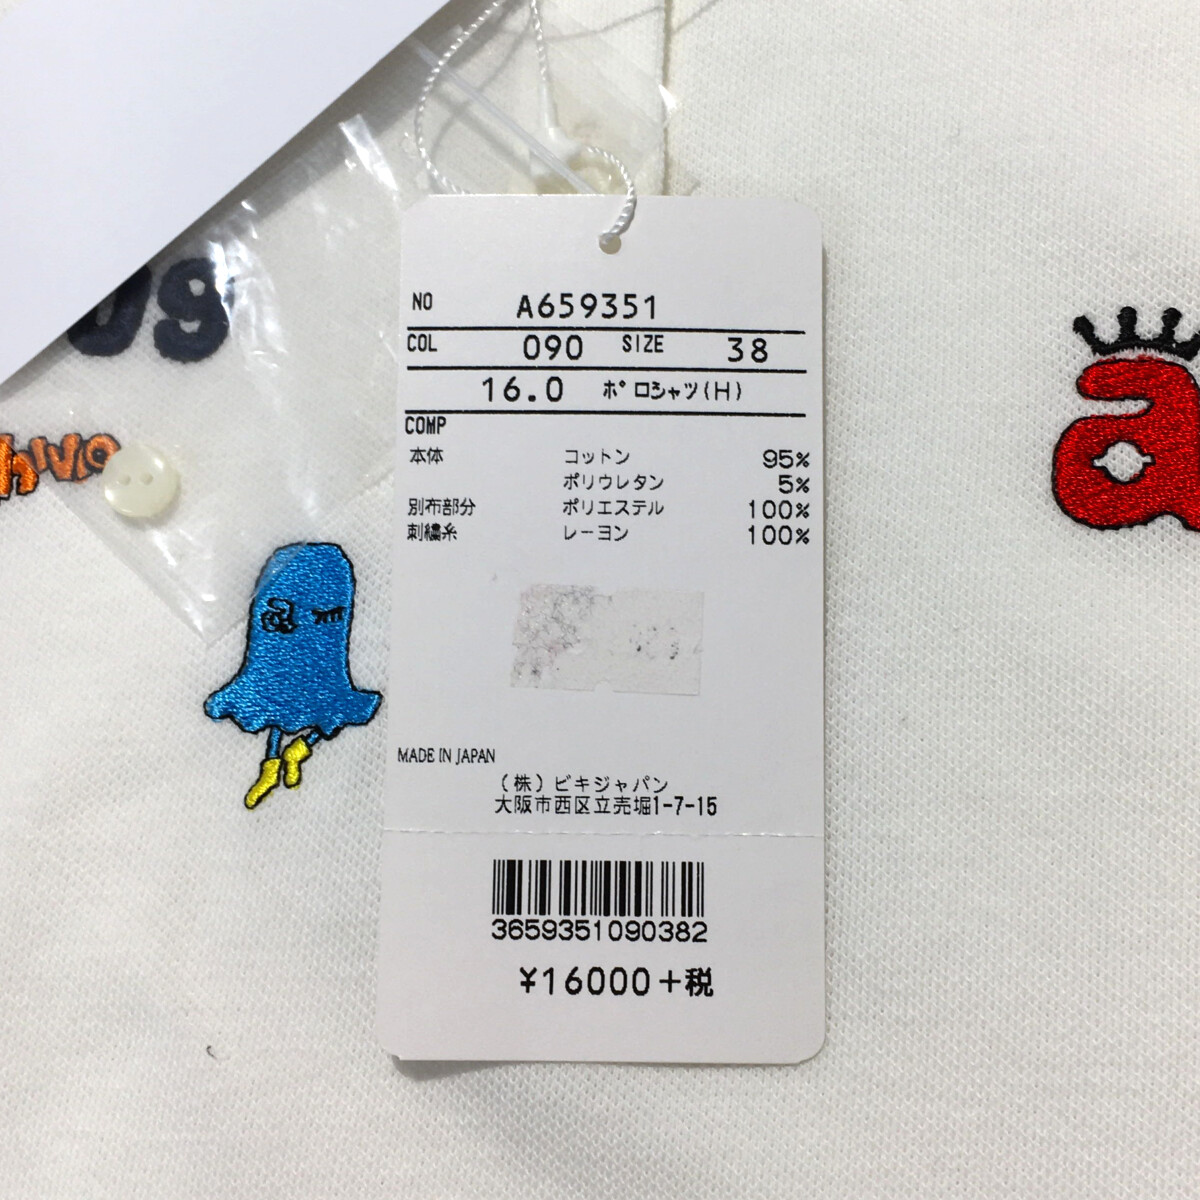 NO A659351
COL 090 SIZE 38
16.0 ポロシャツ(H)
COMP
本体 コットン 95%
ポリウレタン 5%
別布部分 ポリエステル 100%
刺繍糸 レーヨン 100%
MADE IN JAPAN
(株)ビキジャパン
大阪市西区立売堀1-7-15
3659351090382
¥16000+税
a
a